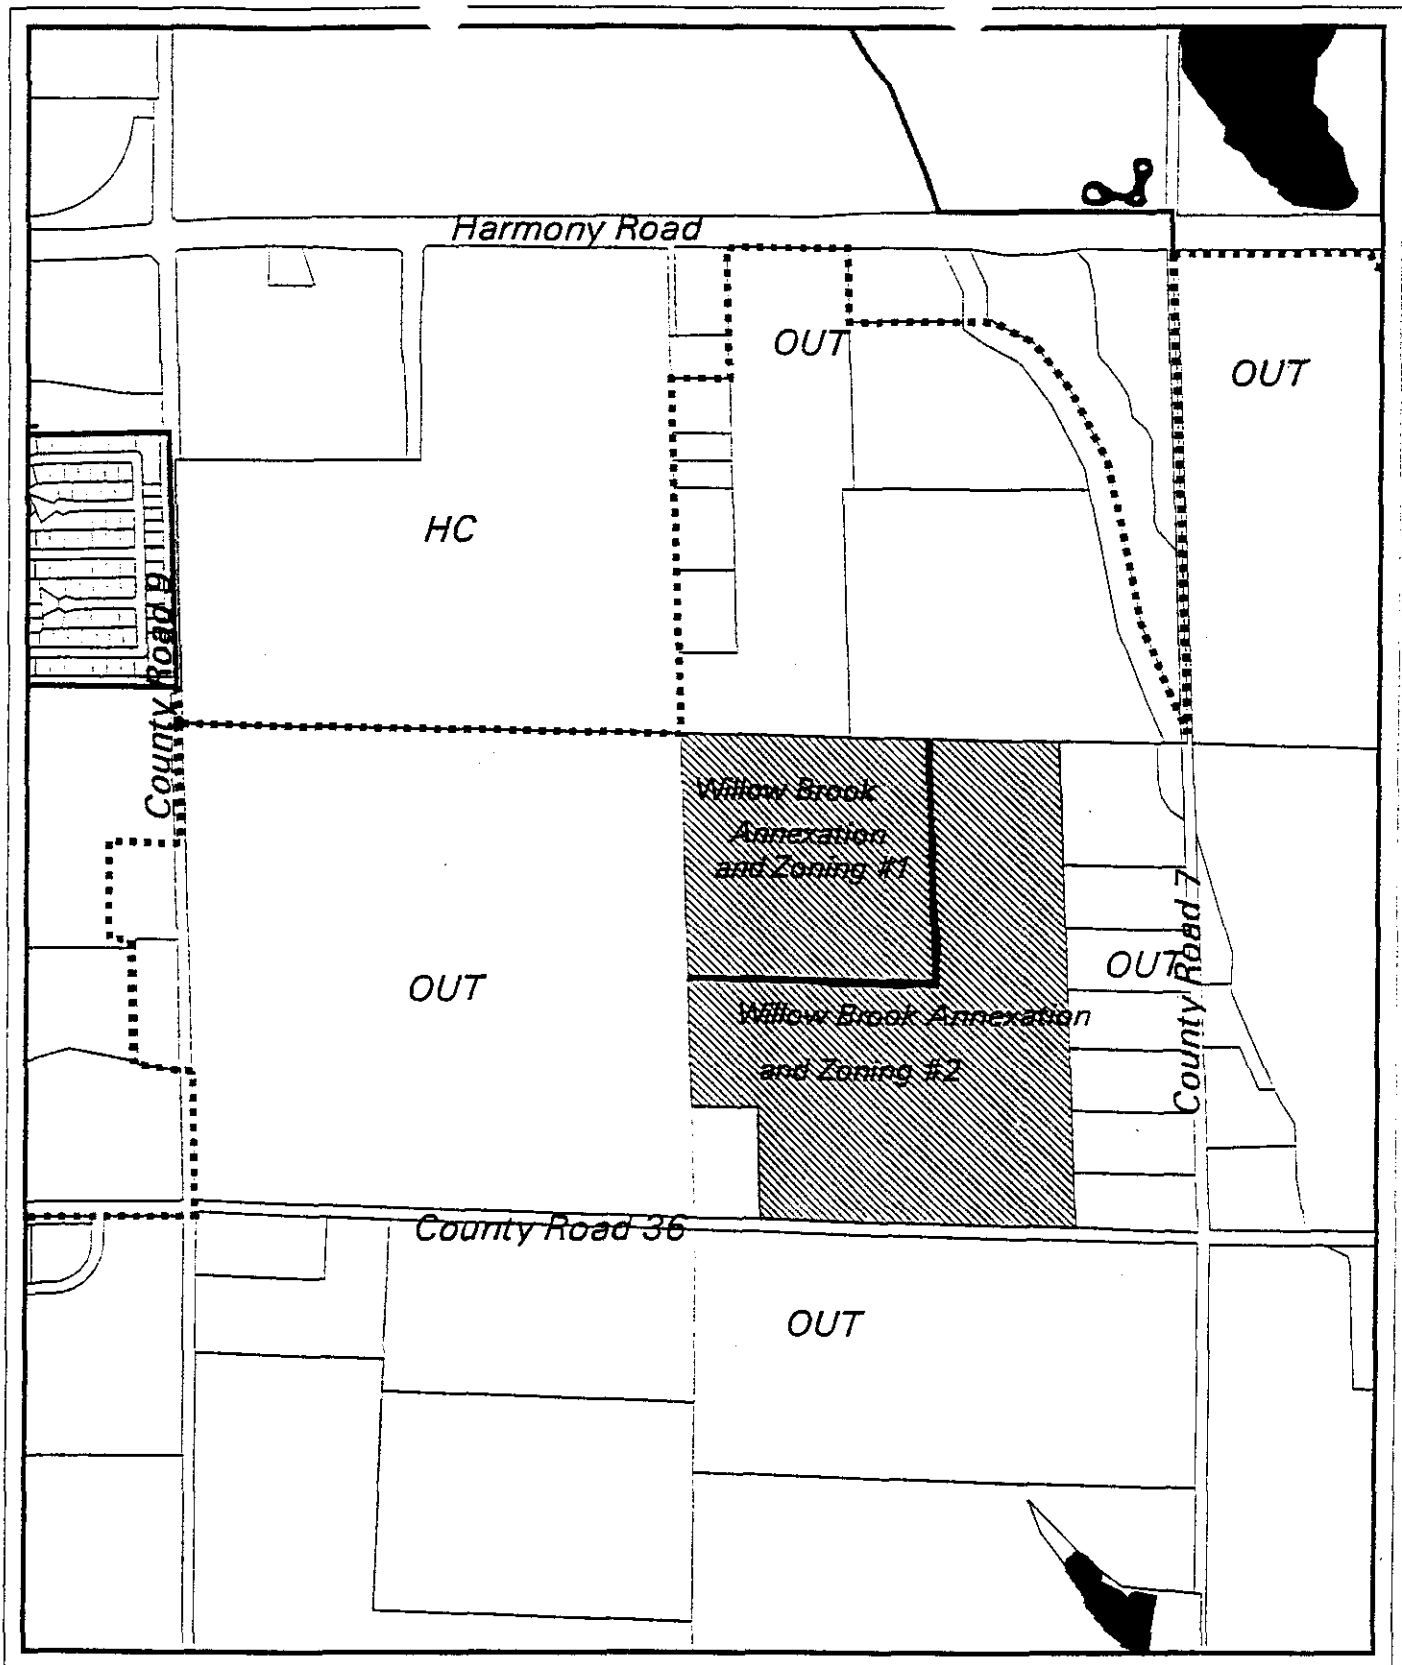 Harmony Road
OUT
OUT
HC
County Road 9
Willow Brook
Annexation
and Zoning #1
OUT
OUT
County Road 7
Willow Brook Annexation
and Zoning #2
County Road 36
OUT